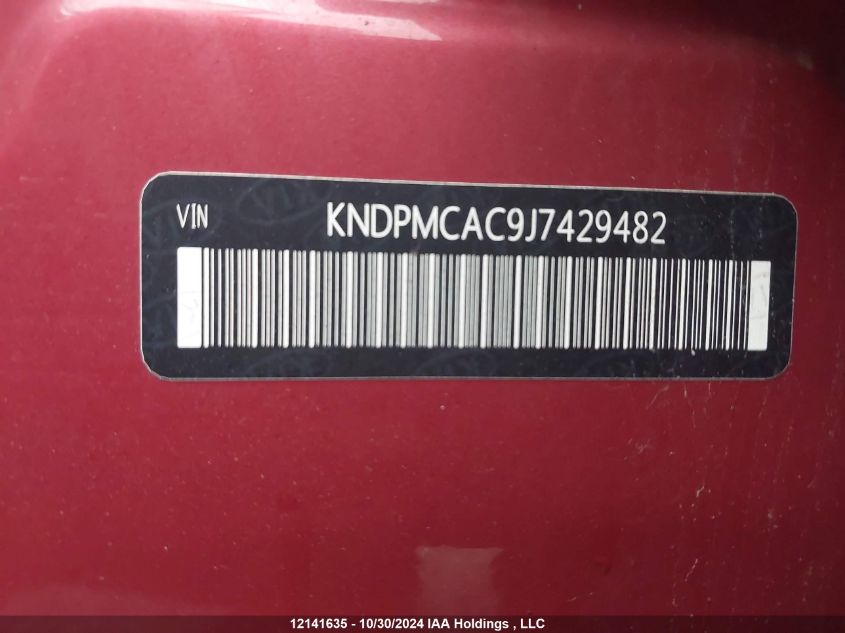 VIN KNDPMCAC9J7429482
12141635 - 10/30/2024 IAA Holdings , LLC